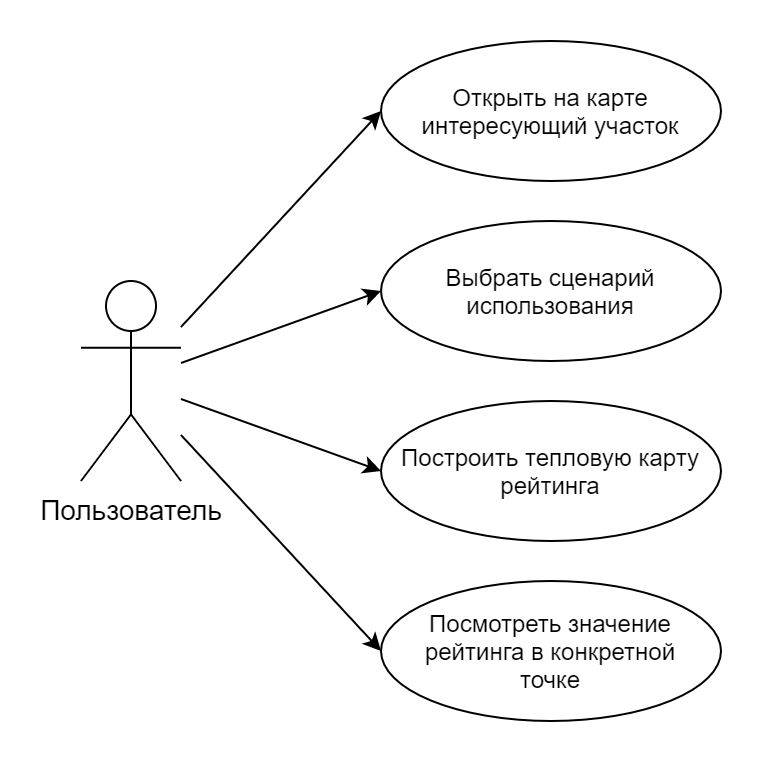 Открыть на карте
интересующий участок
Выбрать сценарий
использования
Построить тепловую карту
рейтинга
Пользователь
Посмотреть значение
рейтинга в конкретной
точке